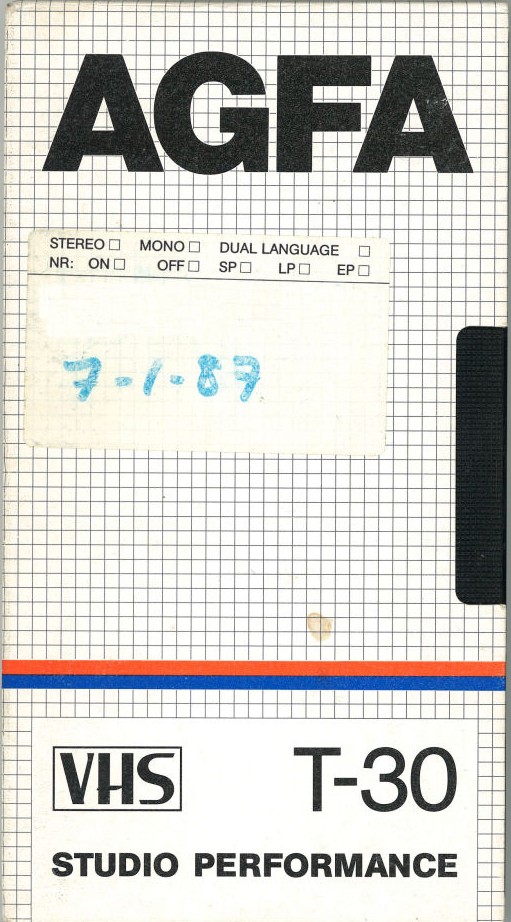 AGFA
STEREO □ MONO □ DUAL LANGUAGE □
NR: ON □ OFF □ SP □ LP □ EP □
7-1-87
VHS T-30
STUDIO PERFORMANCE